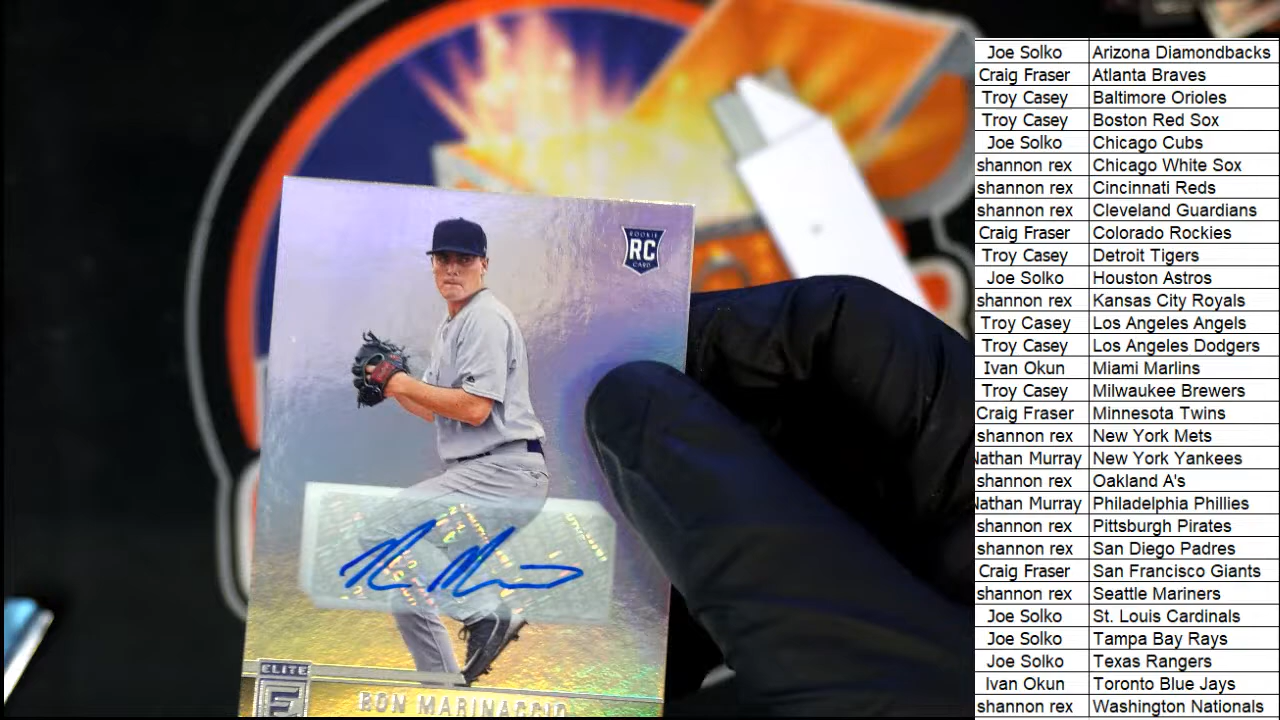 ROOKIE
RC
CARD
ELITE
E
RON MARINACCIO
Joe Solko Arizona Diamondbacks
Craig Fraser Atlanta Braves
Troy Casey Baltimore Orioles
Troy Casey Boston Red Sox
Joe Solko Chicago Cubs
shannon rex Chicago White Sox
shannon rex Cincinnati Reds
shannon rex Cleveland Guardians
Craig Fraser Colorado Rockies
Troy Casey Detroit Tigers
Joe Solko Houston Astros
shannon rex Kansas City Royals
Troy Casey Los Angeles Angels
Troy Casey Los Angeles Dodgers
Ivan Okun Miami Marlins
Troy Casey Milwaukee Brewers
Craig Fraser Minnesota Twins
shannon rex New York Mets
Nathan Murray New York Yankees
shannon rex Oakland A's
Nathan Murray Philadelphia Phillies
shannon rex Pittsburgh Pirates
shannon rex San Diego Padres
Craig Fraser San Francisco Giants
shannon rex Seattle Mariners
Joe Solko St. Louis Cardinals
Joe Solko Tampa Bay Rays
Joe Solko Texas Rangers
Ivan Okun Toronto Blue Jays
shannon rex Washington Nationals